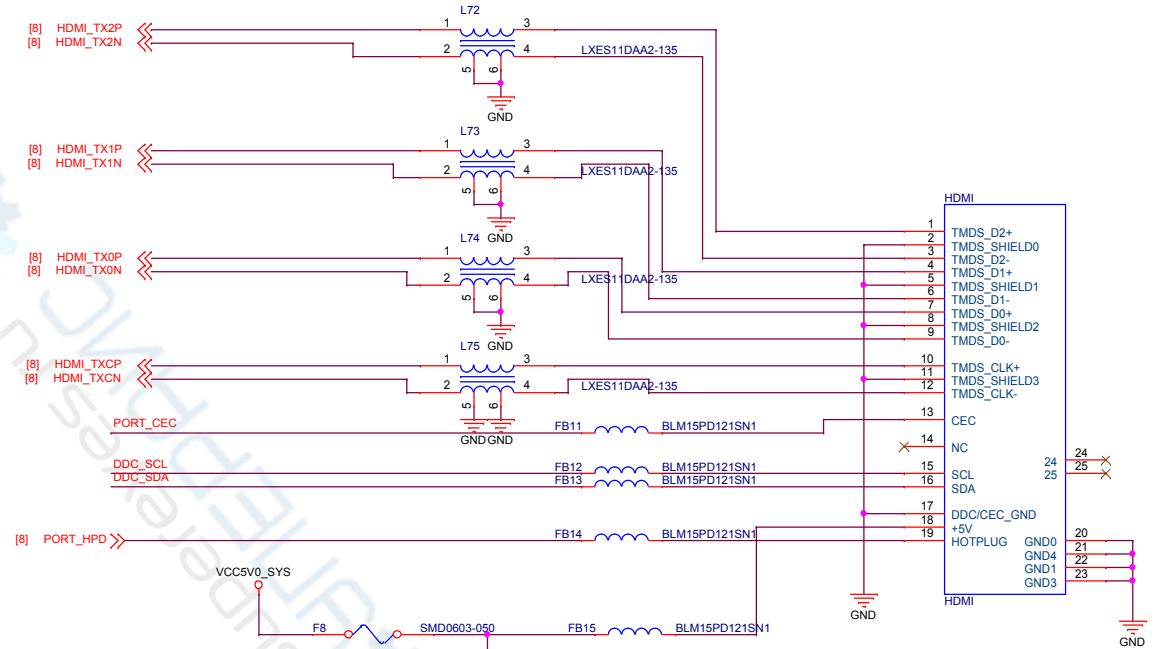 L72
[8] HDMI_TX2P 1 3
[8] HDMI_TX2N 2 4 LXES11DAA2-135
5 6
GND
L73
[8] HDMI_TX1P 1 3
[8] HDMI_TX1N 2 4 LXES11DAA2-135
5 6
GND
L74
[8] HDMI_TX0P 1 3
[8] HDMI_TX0N 2 4 LXES11DAA2-135
5 6
GND
L75
[8] HDMI_TXCP 1 3
[8] HDMI_TXCN 2 4 LXES11DAA2-135
5 6
GND GND
PORT_CEC FB11 BLM15PD121SN1
DDC_SCL FB12 BLM15PD121SN1
DDC_SDA FB13 BLM15PD121SN1
[8] PORT_HPD FB14 BLM15PD121SN1
VCC5V0_SYS
F8 SMD0603-050 FB15 BLM15PD121SN1
HDMI
1 TMDS_D2+
2 TMDS_SHIELD0
3 TMDS_D2-
4 TMDS_D1+
5 TMDS_SHIELD1
6 TMDS_D1-
7 TMDS_D0+
8 TMDS_SHIELD2
9 TMDS_D0-
10 TMDS_CLK+
11 TMDS_SHIELD3
12 TMDS_CLK-
13 CEC
14 NC
15 SCL
16 SDA
17 DDC/CEC_GND
18 +5V
19 HOTPLUG
24 24
25 25
GND0 20
GND4 21
GND1 22
GND3 23
HDMI
GND
GND